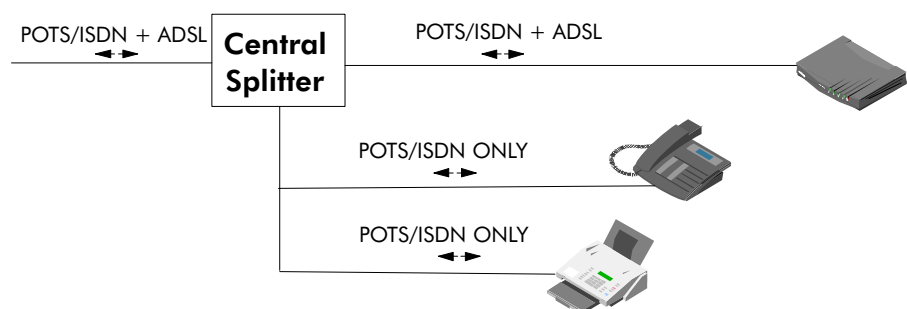 POTS/ISDN + ADSL
Central
Splitter
POTS/ISDN + ADSL
POTS/ISDN ONLY
POTS/ISDN ONLY